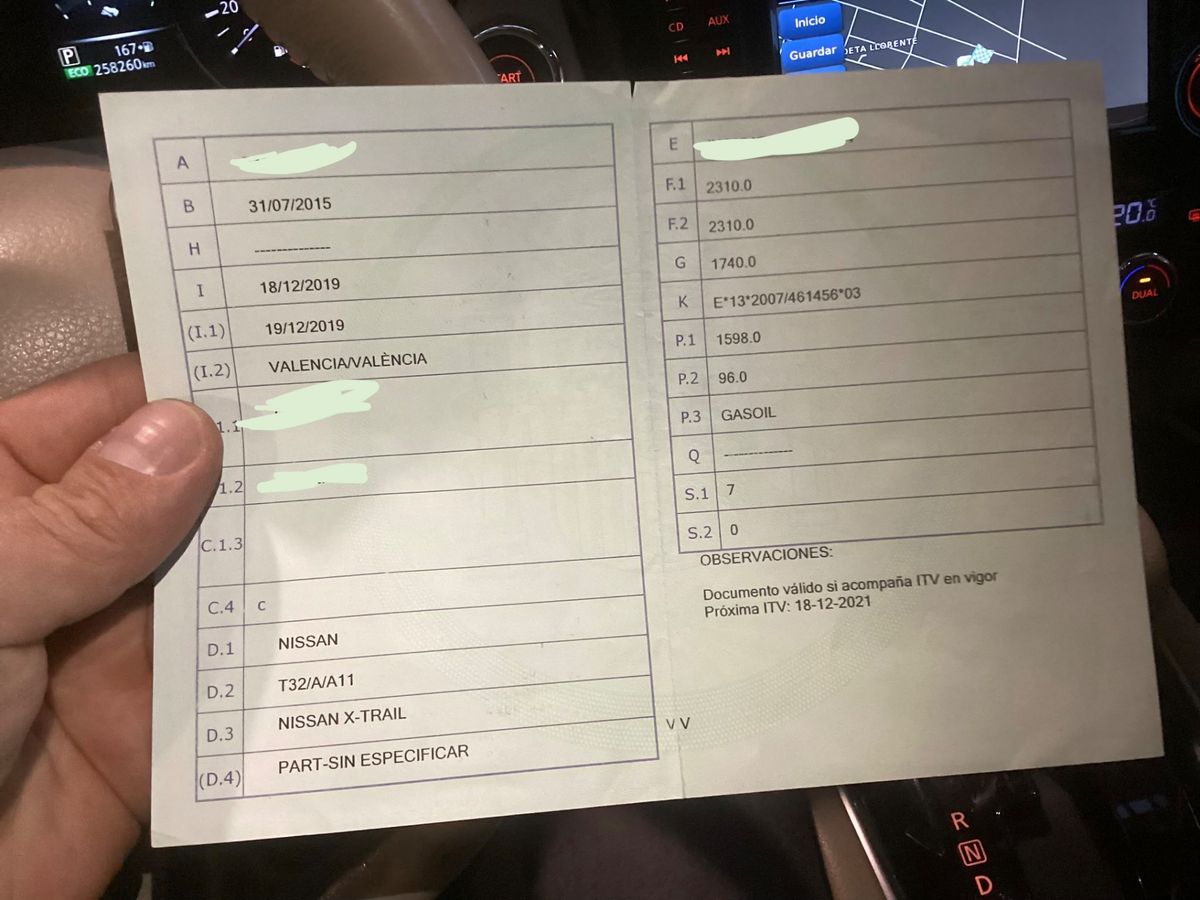 20
P
167
ECO 258260km
START
CD AUX
Inicio
Guardar
ETA LLORENTE
20.0 °C
DUAL
A
B 31/07/2015
H --------------
I 18/12/2019
(I.1) 19/12/2019
(I.2) VALENCIA/VALÈNCIA
1.1
1.2
C.1.3
C.4 C
D.1 NISSAN
D.2 T32/A/A11
D.3 NISSAN X-TRAIL
(D.4) PART-SIN ESPECIFICAR
E
F.1 2310.0
F.2 2310.0
G 1740.0
K E*13*2007/461456*03
P.1 1598.0
P.2 96.0
P.3 GASOIL
Q --------------
S.1 7
S.2 0
OBSERVACIONES:
Documento válido si acompaña ITV en vigor
Próxima ITV: 18-12-2021
V V
R
N
D